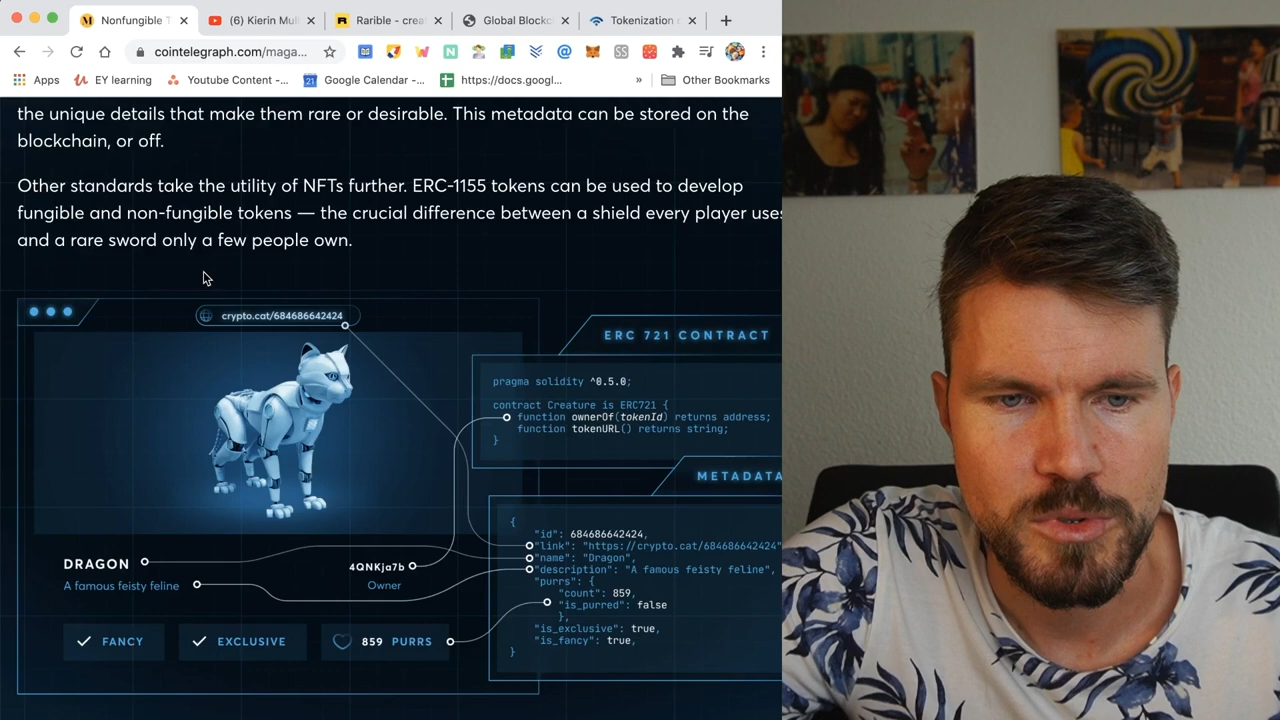 Nonfungible T
(6) Kierin Mul
Rarible - crea
Global Blockc
Tokenization o
cointelegraph.com/maga...
Apps
EY learning
Youtube Content -...
Google Calendar -...
https://docs.googl...
»
Other Bookmarks
the unique details that make them rare or desirable. This metadata can be stored on the
blockchain, or off.
Other standards take the utility of NFTs further. ERC-1155 tokens can be used to develop
fungible and non-fungible tokens — the crucial difference between a shield every player uses
and a rare sword only a few people own.
crypto.cat/684686642424
DRAGON
A famous feisty feline
4QNKja7b
Owner
FANCY
EXCLUSIVE
859 PURRS
ERC 721 CONTRACT
pragma solidity ^0.5.0;
contract Creature is ERC721 {
function ownerOf(tokenId) returns address;
function tokenURL() returns string;
}
METADATA
{
"id": 684686642424,
"link": "https://crypto.cat/684686642424"
"name": "Dragon",
"description": "A famous feisty feline",
"purrs": {
"count": 859,
"is_purred": false
},
"is_exclusive": true,
"is_fancy": true,
}